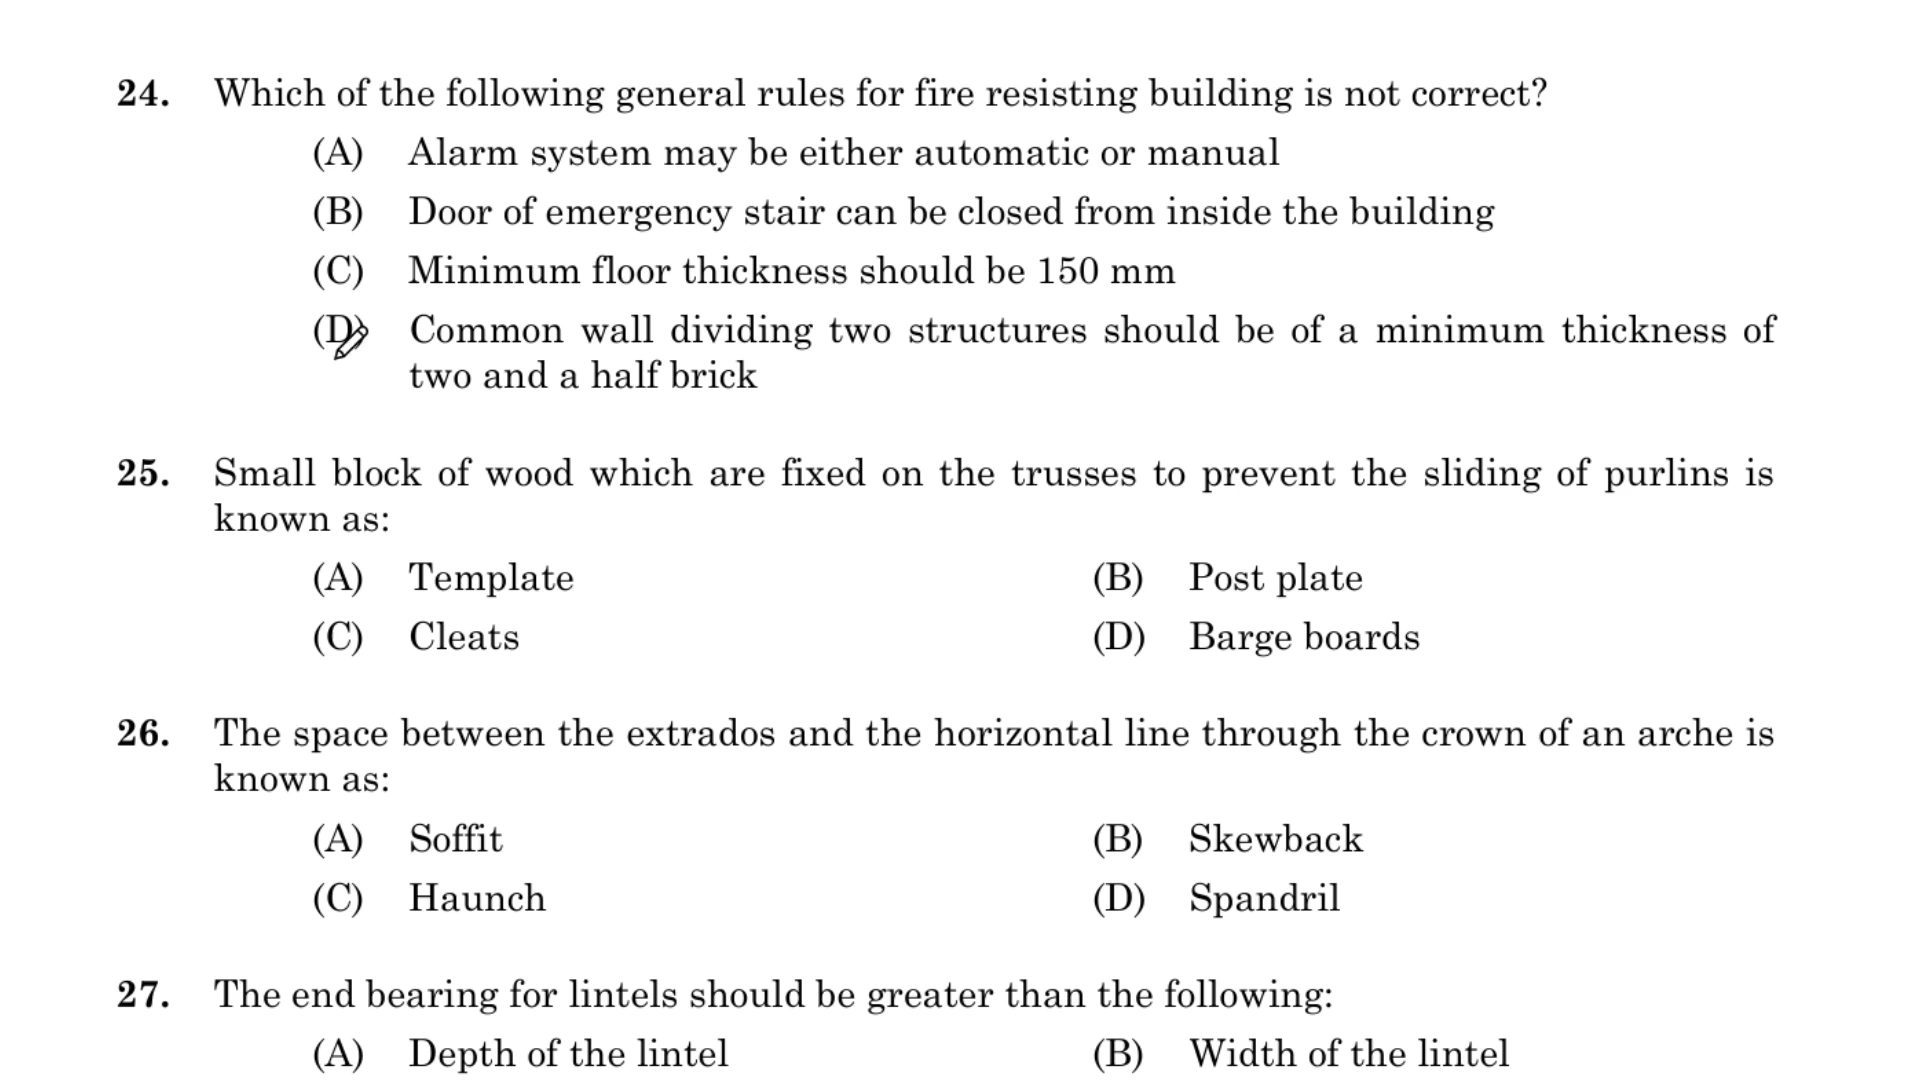 24. Which of the following general rules for fire resisting building is not correct?
(A) Alarm system may be either automatic or manual
(B) Door of emergency stair can be closed from inside the building
(C) Minimum floor thickness should be 150 mm
(D) Common wall dividing two structures should be of a minimum thickness of
two and a half brick
25. Small block of wood which are fixed on the trusses to prevent the sliding of purlins is
known as:
(A) Template (B) Post plate
(C) Cleats (D) Barge boards
26. The space between the extrados and the horizontal line through the crown of an arche is
known as:
(A) Soffit (B) Skewback
(C) Haunch (D) Spandril
27. The end bearing for lintels should be greater than the following:
(A) Depth of the lintel (B) Width of the lintel